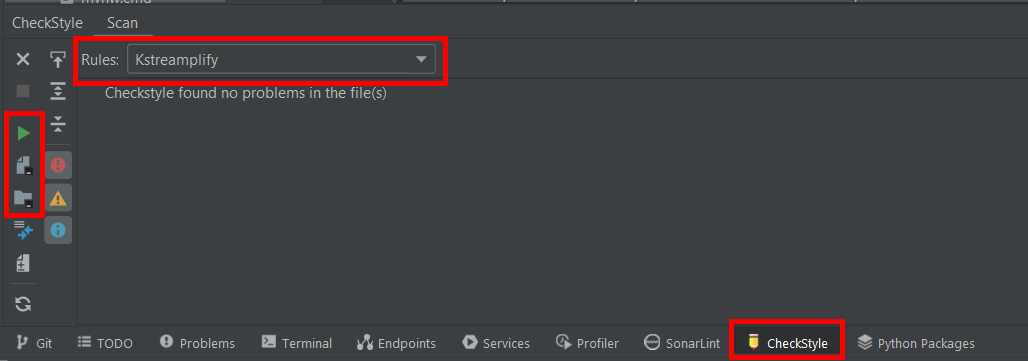 CheckStyle Scan
Rules: Kstreamplify
Checkstyle found no problems in the file(s)
Git TODO Problems Terminal Endpoints Services Profiler SonarLint CheckStyle Python Packages